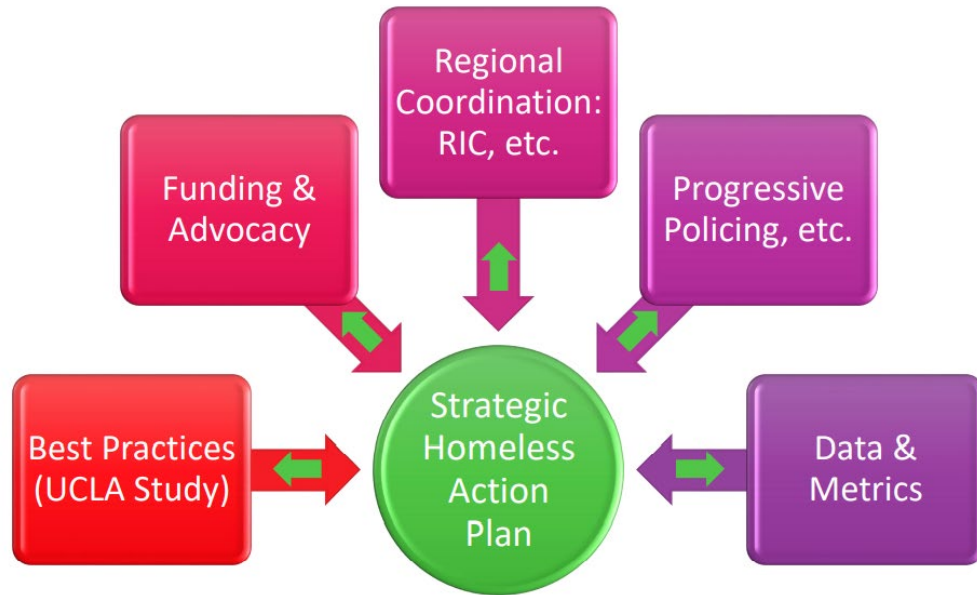 Regional
Coordination:
RIC, etc.
Funding &
Advocacy
Progressive
Policing, etc.
Best Practices
(UCLA Study)
Strategic
Homeless
Action
Plan
Data &
Metrics